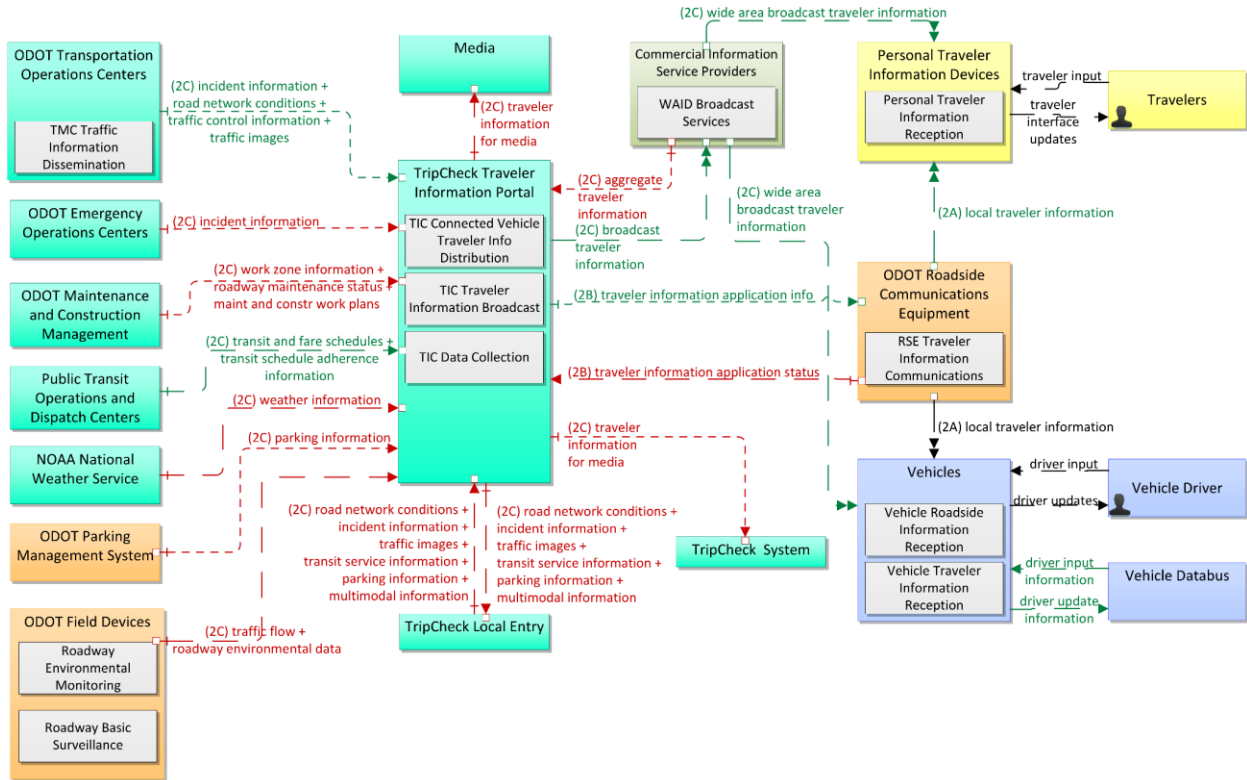 (2C) wide area broadcast traveler information
ODOT Transportation
Operations Centers
TMC Traffic
Information
Dissemination
(2C) incident information +
road network conditions +
traffic control information +
traffic images
Media
(2C) traveler
information
for media
Commercial Information
Service Providers
WAID Broadcast
Services
Personal Traveler
Information Devices
Personal Traveler
Information
Reception
traveler input
traveler
interface
updates
Travelers
TripCheck Traveler
Information Portal
TIC Connected Vehicle
Traveler Info
Distribution
TIC Traveler
Information Broadcast
TIC Data Collection
(2C) aggregate
traveler
information
(2C) broadcast
traveler
information
(2C) wide area
broadcast traveler
information
(2A) local traveler information
ODOT Emergency
Operations Centers
(2C) incident information
ODOT Maintenance
and Construction
Management
(2C) work zone information +
roadway maintenance status +
maint and constr work plans
(2B) traveler information application info
ODOT Roadside
Communications
Equipment
RSE Traveler
Information
Communications
Public Transit
Operations and
Dispatch Centers
(2C) transit and fare schedules +
transit schedule adherence
information
(2B) traveler information application status
NOAA National
Weather Service
(2C) weather information
(2C) parking information
(2C) traveler
information
for media
(2A) local traveler information
Vehicles
Vehicle Roadside
Information
Reception
Vehicle Traveler
Information
Reception
driver input
driver updates
Vehicle Driver
driver input
information
driver update
information
Vehicle Databus
ODOT Parking
Management System
(2C) road network conditions +
incident information +
traffic images +
transit service information +
parking information +
multimodal information
(2C) road network conditions +
incident information +
traffic images +
transit service information +
parking information +
multimodal information
TripCheck System
TripCheck Local Entry
ODOT Field Devices
Roadway
Environmental
Monitoring
Roadway Basic
Surveillance
(2C) traffic flow +
roadway environmental data